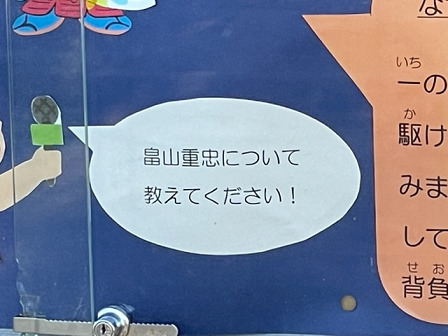 畠山重忠について
教えてください！
な
一の
いち
駆け
か
みま
して
背負
せお